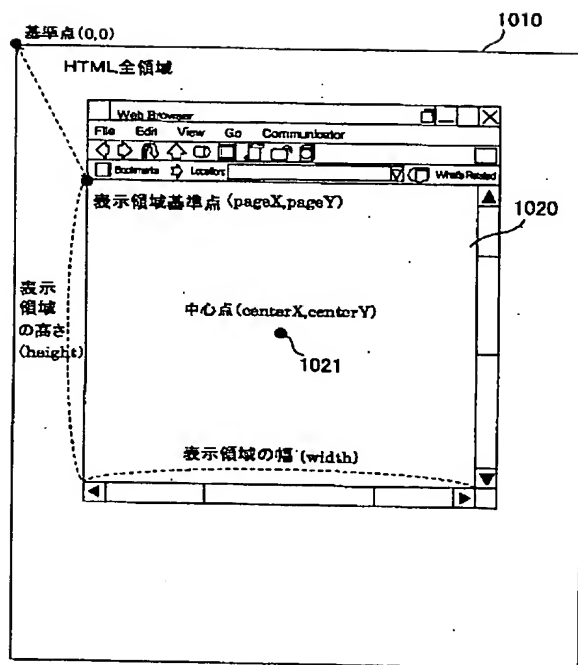 基準点(0,0)
1010
HTML全領域
Web Browser
File Edit View Go Communicator
Bookmarks Location What's Related
表示領域基準点(pageX,pageY)
1020
表示
領域
の高さ
(height)
中心点(centerX,centerY)
1021
表示領域の幅(width)